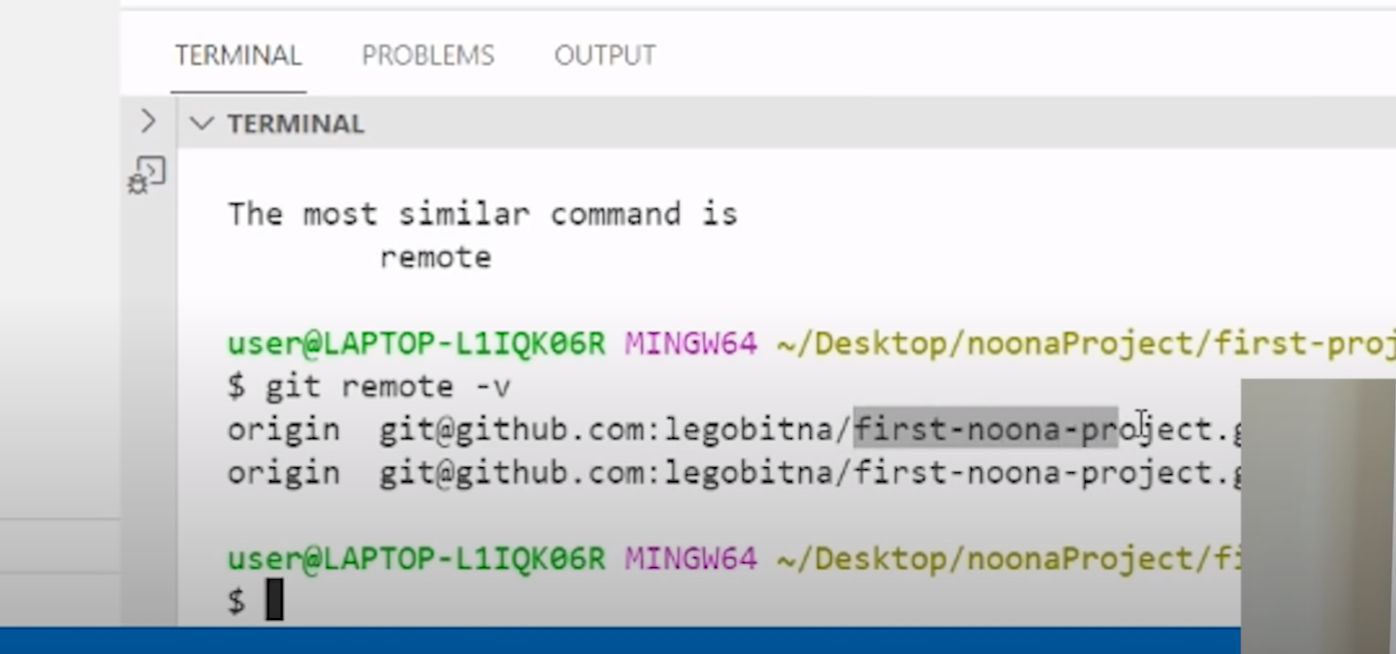 TERMINAL PROBLEMS OUTPUT
TERMINAL
The most similar command is
remote
user@LAPTOP-L1IQK06R MINGW64 ~/Desktop/noonaProject/first-proj
$ git remote -v
origin git@github.com:legobitna/first-noona-project.g
origin git@github.com:legobitna/first-noona-project.g
user@LAPTOP-L1IQK06R MINGW64 ~/Desktop/noonaProject/fi
$